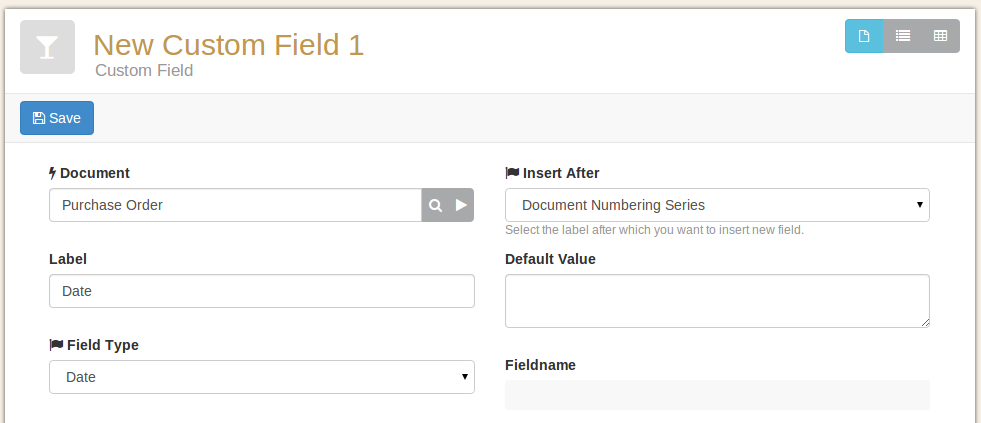 New Custom Field 1
Custom Field
Save
Document
Purchase Order
Insert After
Document Numbering Series
Select the label after which you want to insert new field.
Label
Date
Default Value
Field Type
Date
Fieldname